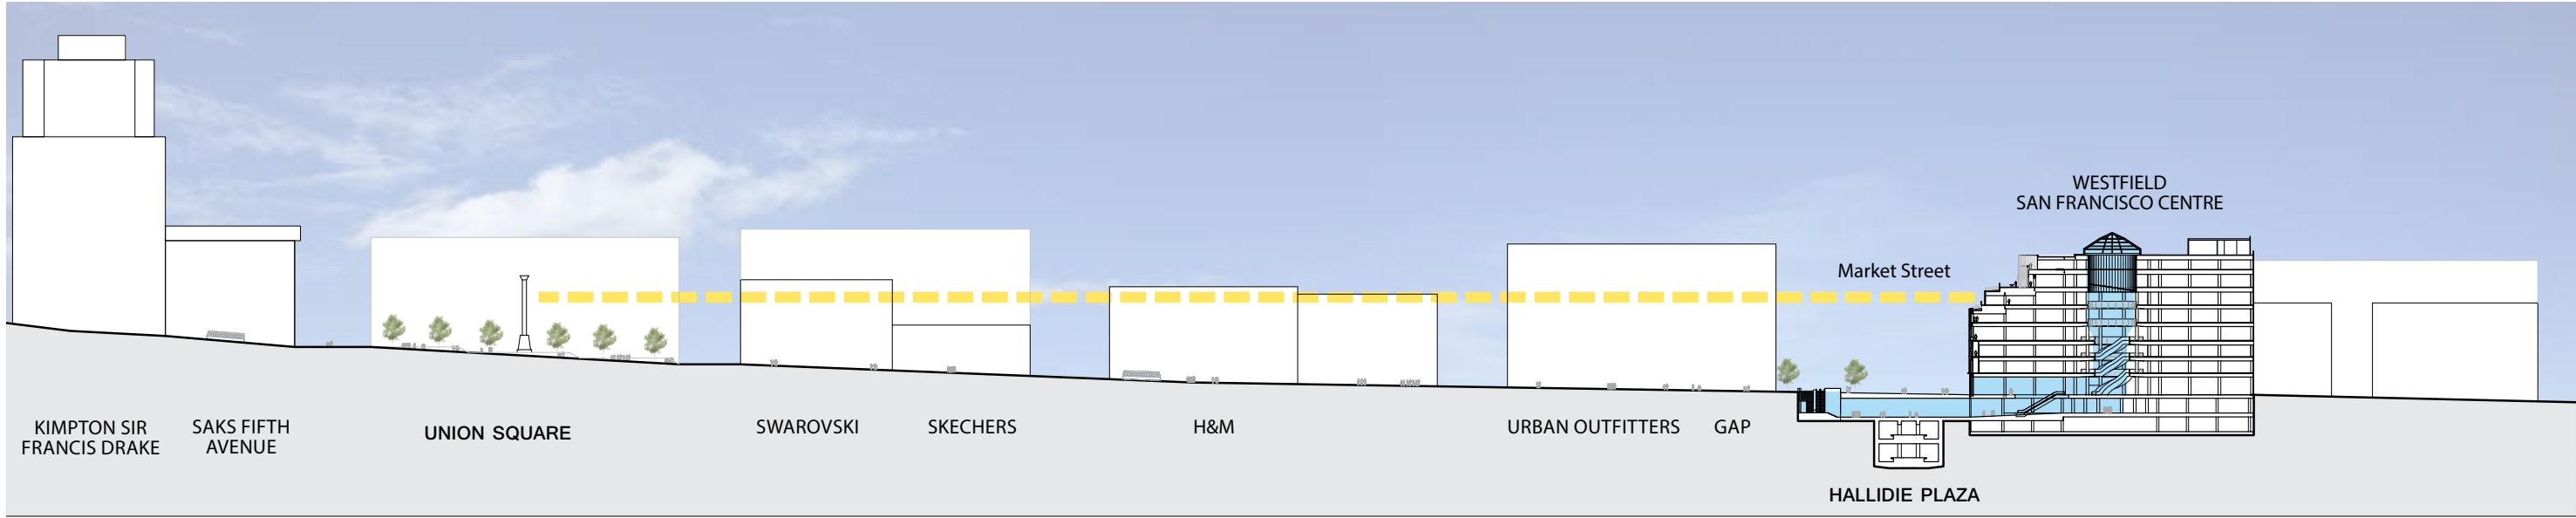 WESTFIELD
SAN FRANCISCO CENTRE
Market Street
KIMPTON SIR
FRANCIS DRAKE
SAKS FIFTH
AVENUE
UNION SQUARE
SWAROVSKI
SKECHERS
H&M
URBAN OUTFITTERS
GAP
HALLIDIE PLAZA